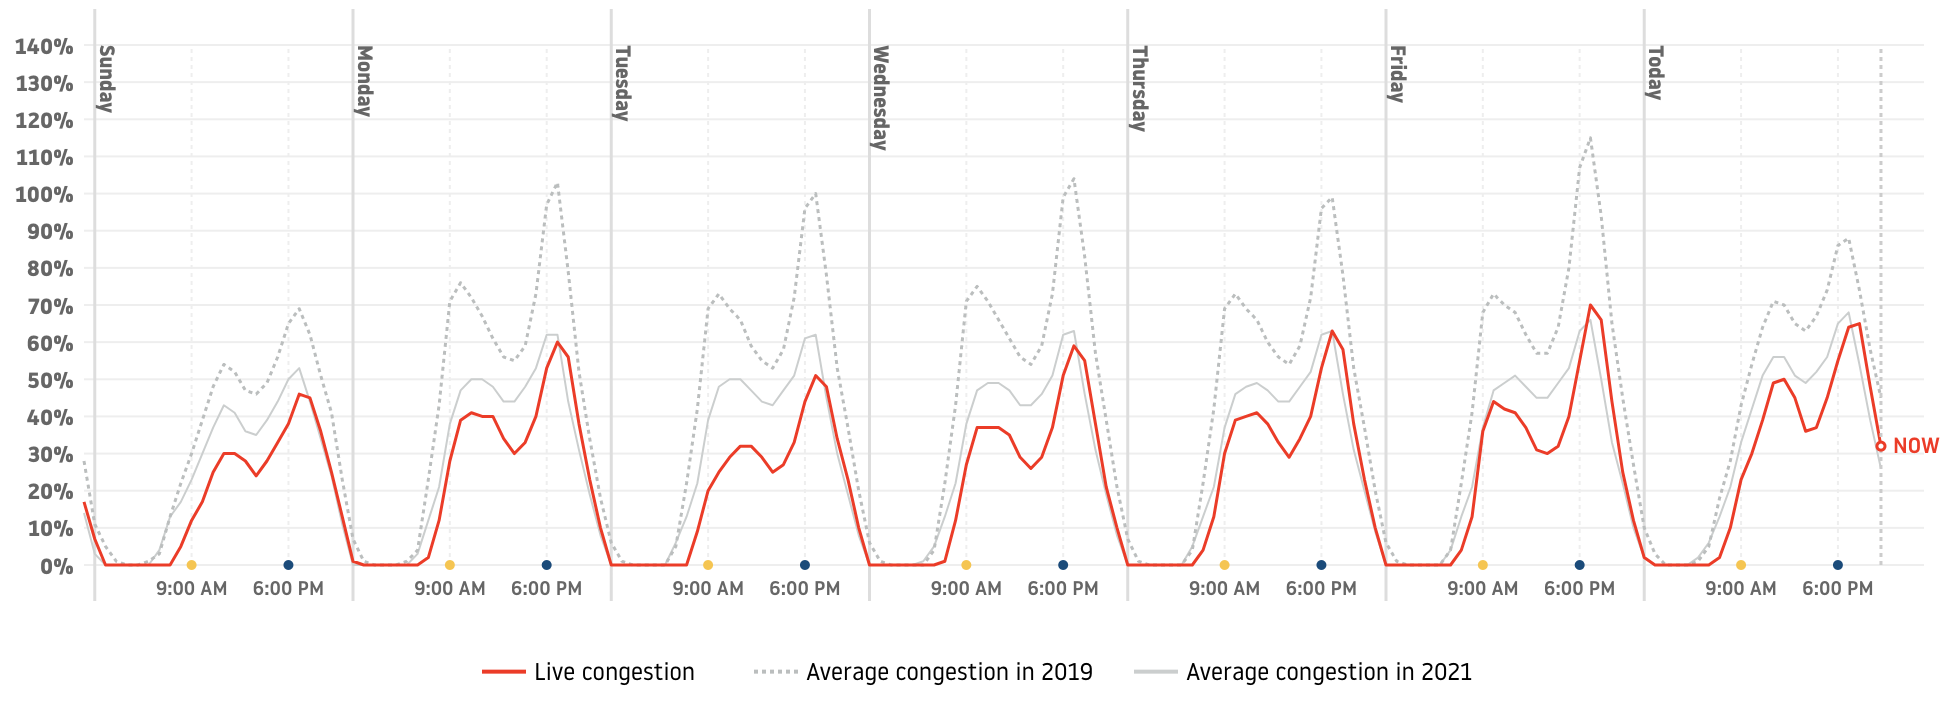 140%
130%
120%
110%
100%
90%
80%
70%
60%
50%
40%
30%
20%
10%
0%
Sunday
Monday
Tuesday
Wednesday
Thursday
Friday
Today
NOW
9:00 AM 6:00 PM 9:00 AM 6:00 PM 9:00 AM 6:00 PM 9:00 AM 6:00 PM 9:00 AM 6:00 PM 9:00 AM 6:00 PM 9:00 AM 6:00 PM
Live congestion Average congestion in 2019 Average congestion in 2021